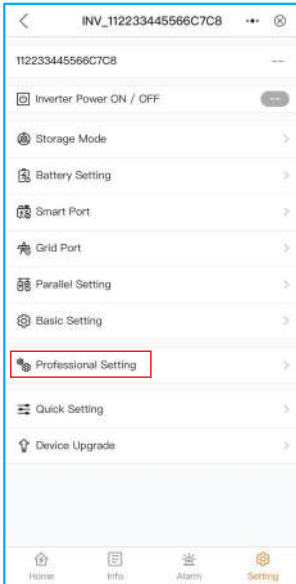 INV_112233445566C7C8
112233445566C7C8 --
Inverter Power ON / OFF --
Storage Mode
Battery Setting
Smart Port
Grid Port
Parallel Setting
Basic Setting
Professional Setting
Quick Setting
Device Upgrade
Home Info Alarm Setting